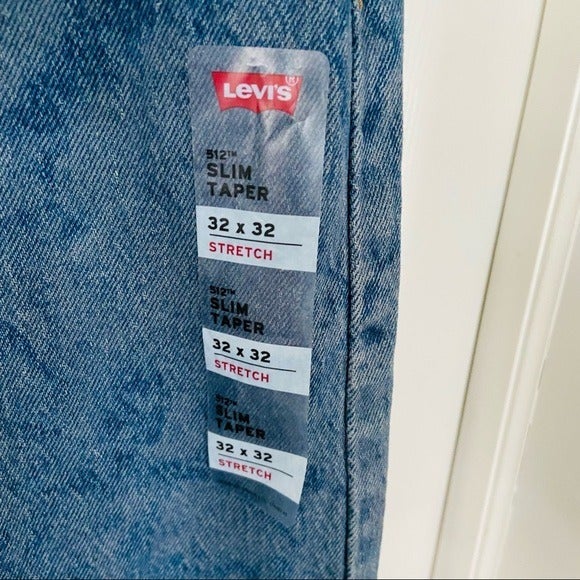 Levi's
512™
SLIM
TAPER
32 x 32
STRETCH
512™
SLIM
TAPER
32 x 32
STRETCH
512™
SLIM
TAPER
32 x 32
STRETCH